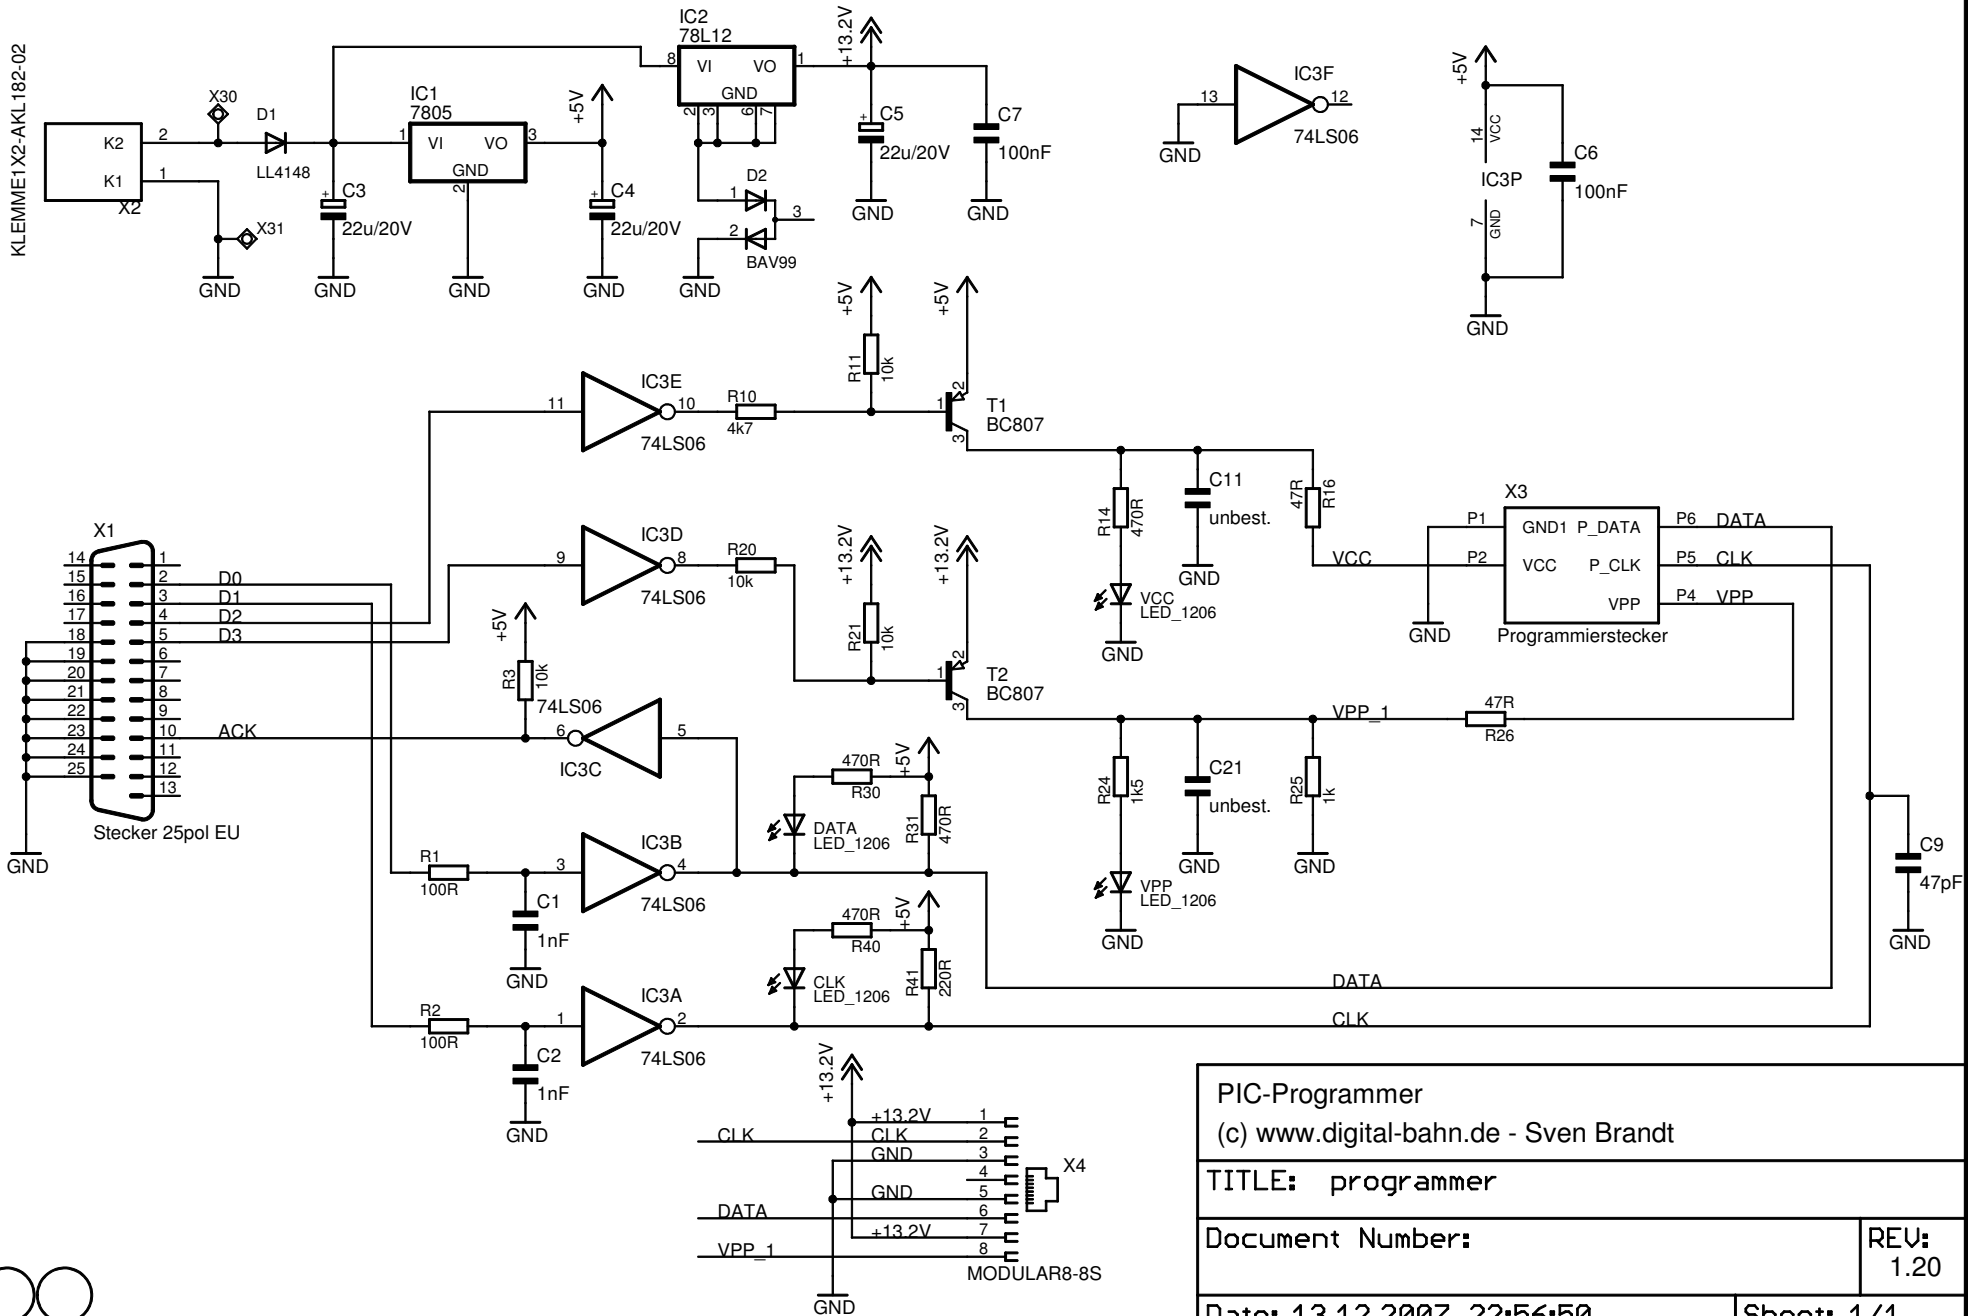 KLEMME1X2-AKL182-02
K2
2
K1
1
X2
X30
X31
GND
D1
LL4148
C3
22u/20V
GND
IC1
7805
1
VI
VO
3
GND
2
GND
+5V
C4
22u/20V
GND
IC2
78L12
8
VI
VO
1
GND
2
3
6
7
+13.2V
C5
22u/20V
GND
C7
100nF
GND
D2
1
3
2
BAV99
GND
IC3F
13
12
74LS06
GND
+5V
14
VCC
IC3P
7
GND
C6
100nF
GND
IC3E
11
10
74LS06
R10
4k7
+5V
R11
10k
+5V
1
2
3
T1
BC807
R14
470R
VCC
LED_1206
GND
C11
unbest.
GND
47R
R16
VCC
X3
P1
GND1
P_DATA
P6
DATA
P2
VCC
P_CLK
P5
CLK
VPP
P4
VPP
Programmierstecker
GND
X1
14
15
16
17
18
19
20
21
22
23
24
25
1
2
3
4
5
6
7
8
9
10
11
12
13
D0
D1
D2
D3
ACK
Stecker 25pol EU
GND
IC3D
9
8
74LS06
R20
10k
+13.2V
R21
10k
+13.2V
1
2
3
T2
BC807
+5V
R3
10k
74LS06
6
5
IC3C
VPP_1
47R
R26
R24
1k5
VPP
LED_1206
GND
C21
unbest.
GND
R25
1k
GND
R1
100R
C1
1nF
GND
IC3B
3
4
74LS06
470R
R30
+5V
R31
470R
DATA
LED_1206
C9
47pF
GND
R2
100R
C2
1nF
GND
IC3A
1
2
74LS06
470R
R40
+5V
R41
220R
CLK
LED_1206
DATA
CLK
+13.2V
+13.2V
1
CLK
CLK
2
GND
3
4
GND
5
DATA
6
+13.2V
7
VPP_1
8
X4
MODULAR8-8S
GND
PIC-Programmer
(c) www.digital-bahn.de - Sven Brandt
TITLE: programmer
Document Number:
REV:
1.20
Date: 13.12.2007 22:56:50
Sheet: 1/1